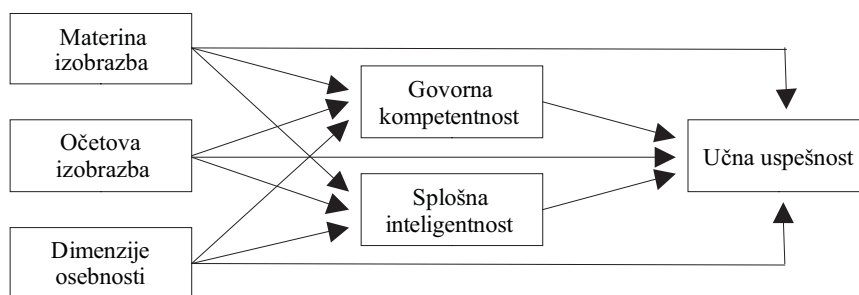 Materina
izobrazba
Očetova
izobrazba
Dimenzije
osebnosti
Govorna
kompetentnost
Splošna
inteligentnost
Učna uspešnost